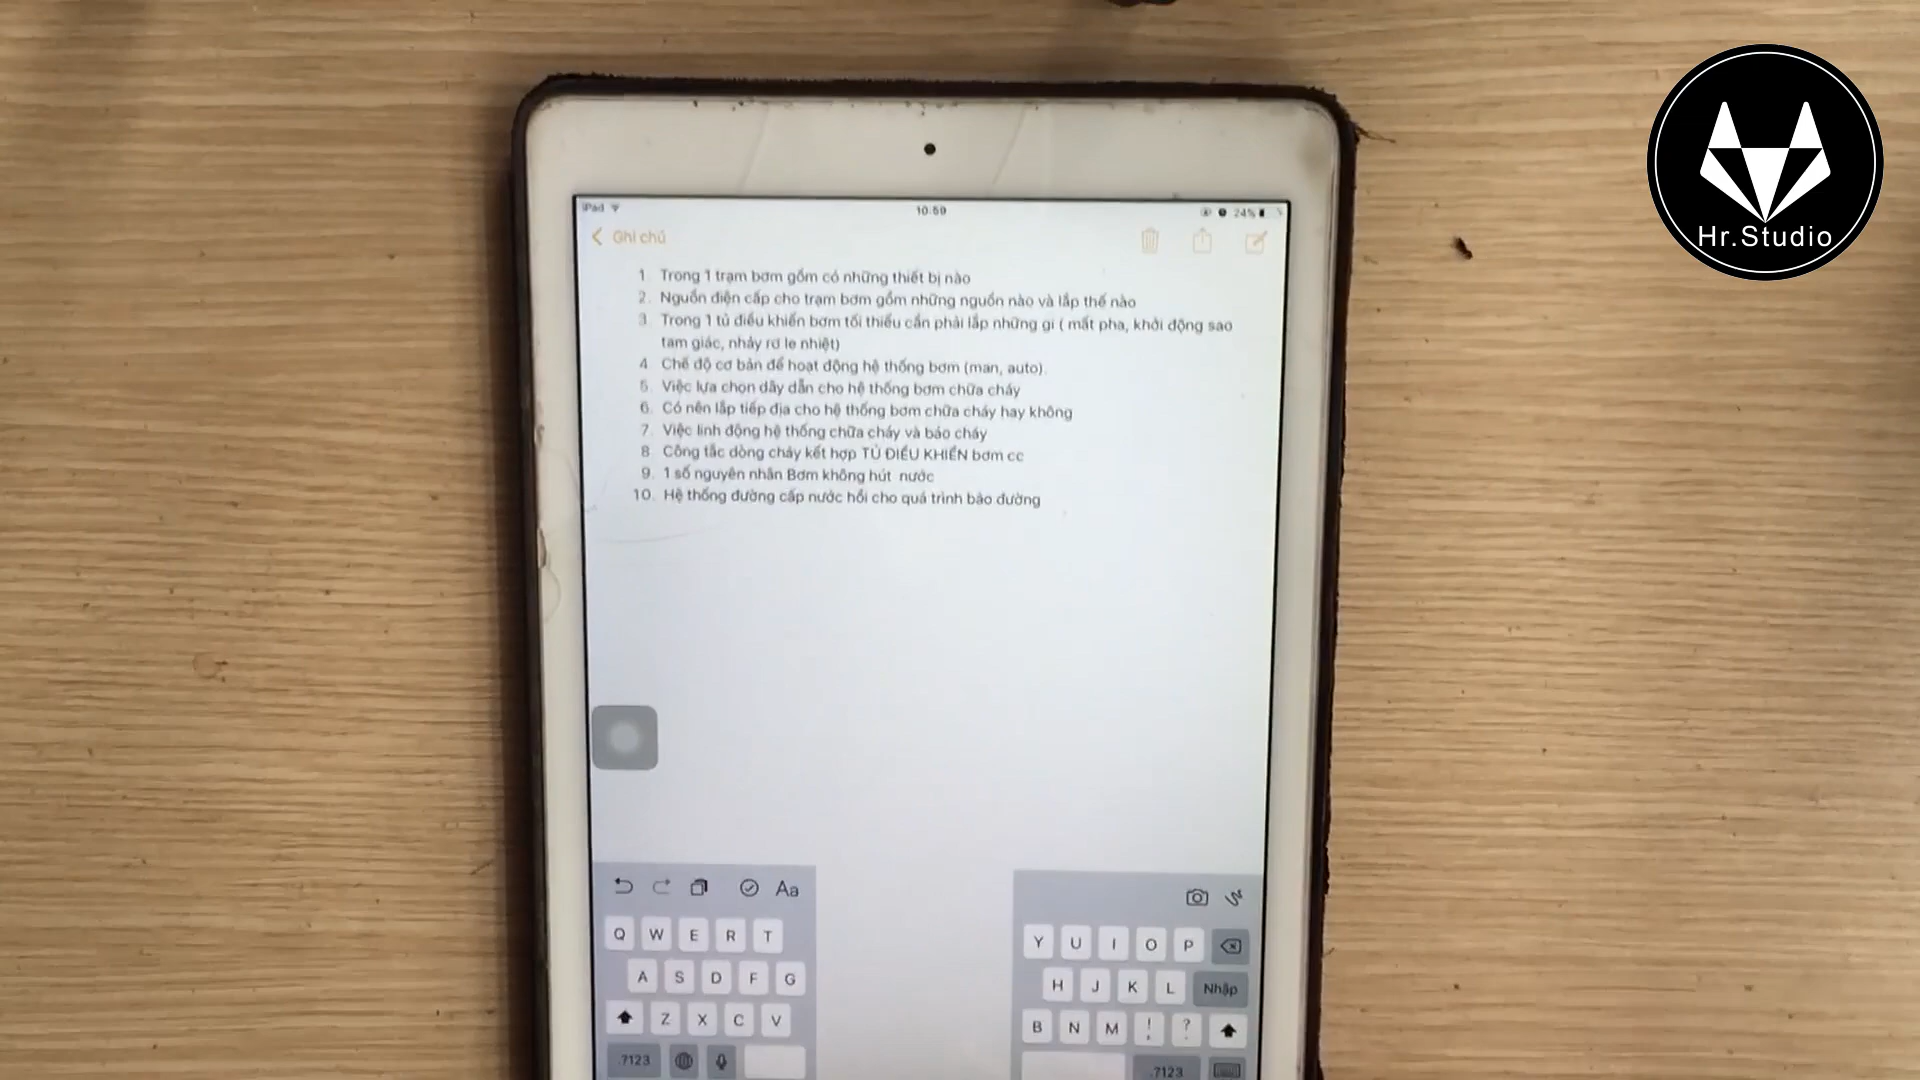 Hr.Studio
iPad
10:59
24%
Ghi chú
1. Trong 1 trạm bơm gồm có những thiết bị nào
2. Nguồn điện cấp cho trạm bơm gồm những nguồn nào và lắp thế nào
3. Trong 1 tủ điều khiển bơm tối thiểu cần phải lắp những gì ( mất pha, khởi động sao
tam giác, nhảy rơ le nhiệt)
4. Chế độ cơ bản để hoạt động hệ thống bơm (man, auto).
5. Việc lựa chọn dây dẫn cho hệ thống bơm chữa cháy
6. Có nên lắp tiếp địa cho hệ thống bơm chữa cháy hay không
7. Việc linh động hệ thống chữa cháy và báo cháy
8. Công tắc dòng chảy kết hợp TỦ ĐIỀU KHIỂN bơm cc
9. 1 số nguyên nhân Bơm không hút nước
10. Hệ thống đường cấp nước hồi cho quá trình bảo dường
Aa
Q W E R T
Y U I O P
A S D F G
H J K L Nhập
Z X C V
B N M ! , ? .
.?123
.?123